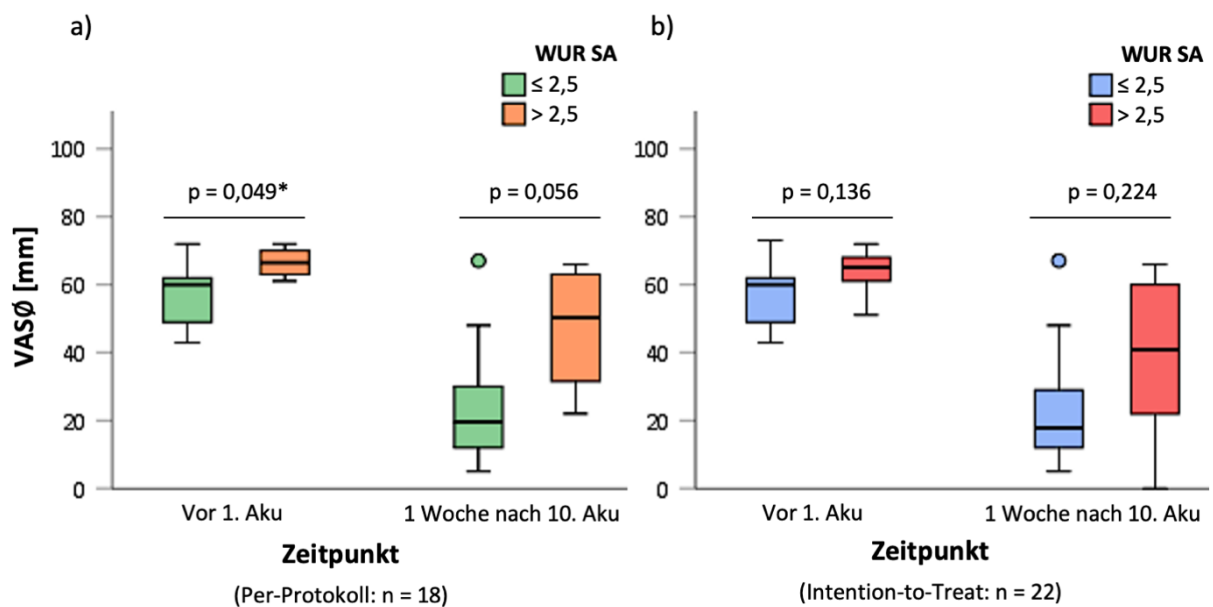 a)
WUR SA
≤ 2,5
> 2,5
100
80
60
40
20
0
VASØ [mm]
p = 0,049*
p = 0,056
Vor 1. Aku
1 Woche nach 10. Aku
Zeitpunkt
(Per-Protokoll: n = 18)
b)
WUR SA
≤ 2,5
> 2,5
100
80
60
40
20
0
p = 0,136
p = 0,224
Vor 1. Aku
1 Woche nach 10. Aku
Zeitpunkt
(Intention-to-Treat: n = 22)